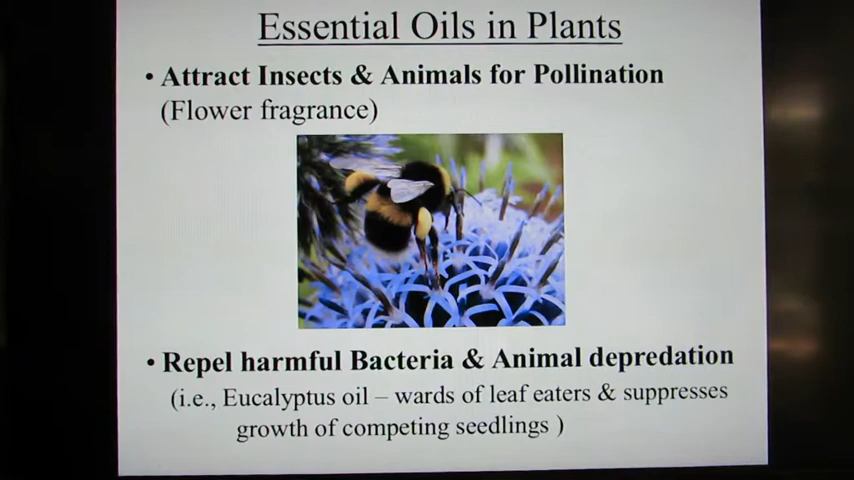 Essential Oils in Plants
• Attract Insects & Animals for Pollination
(Flower fragrance)
• Repel harmful Bacteria & Animal depredation
(i.e., Eucalyptus oil – wards of leaf eaters & suppresses
growth of competing seedlings )